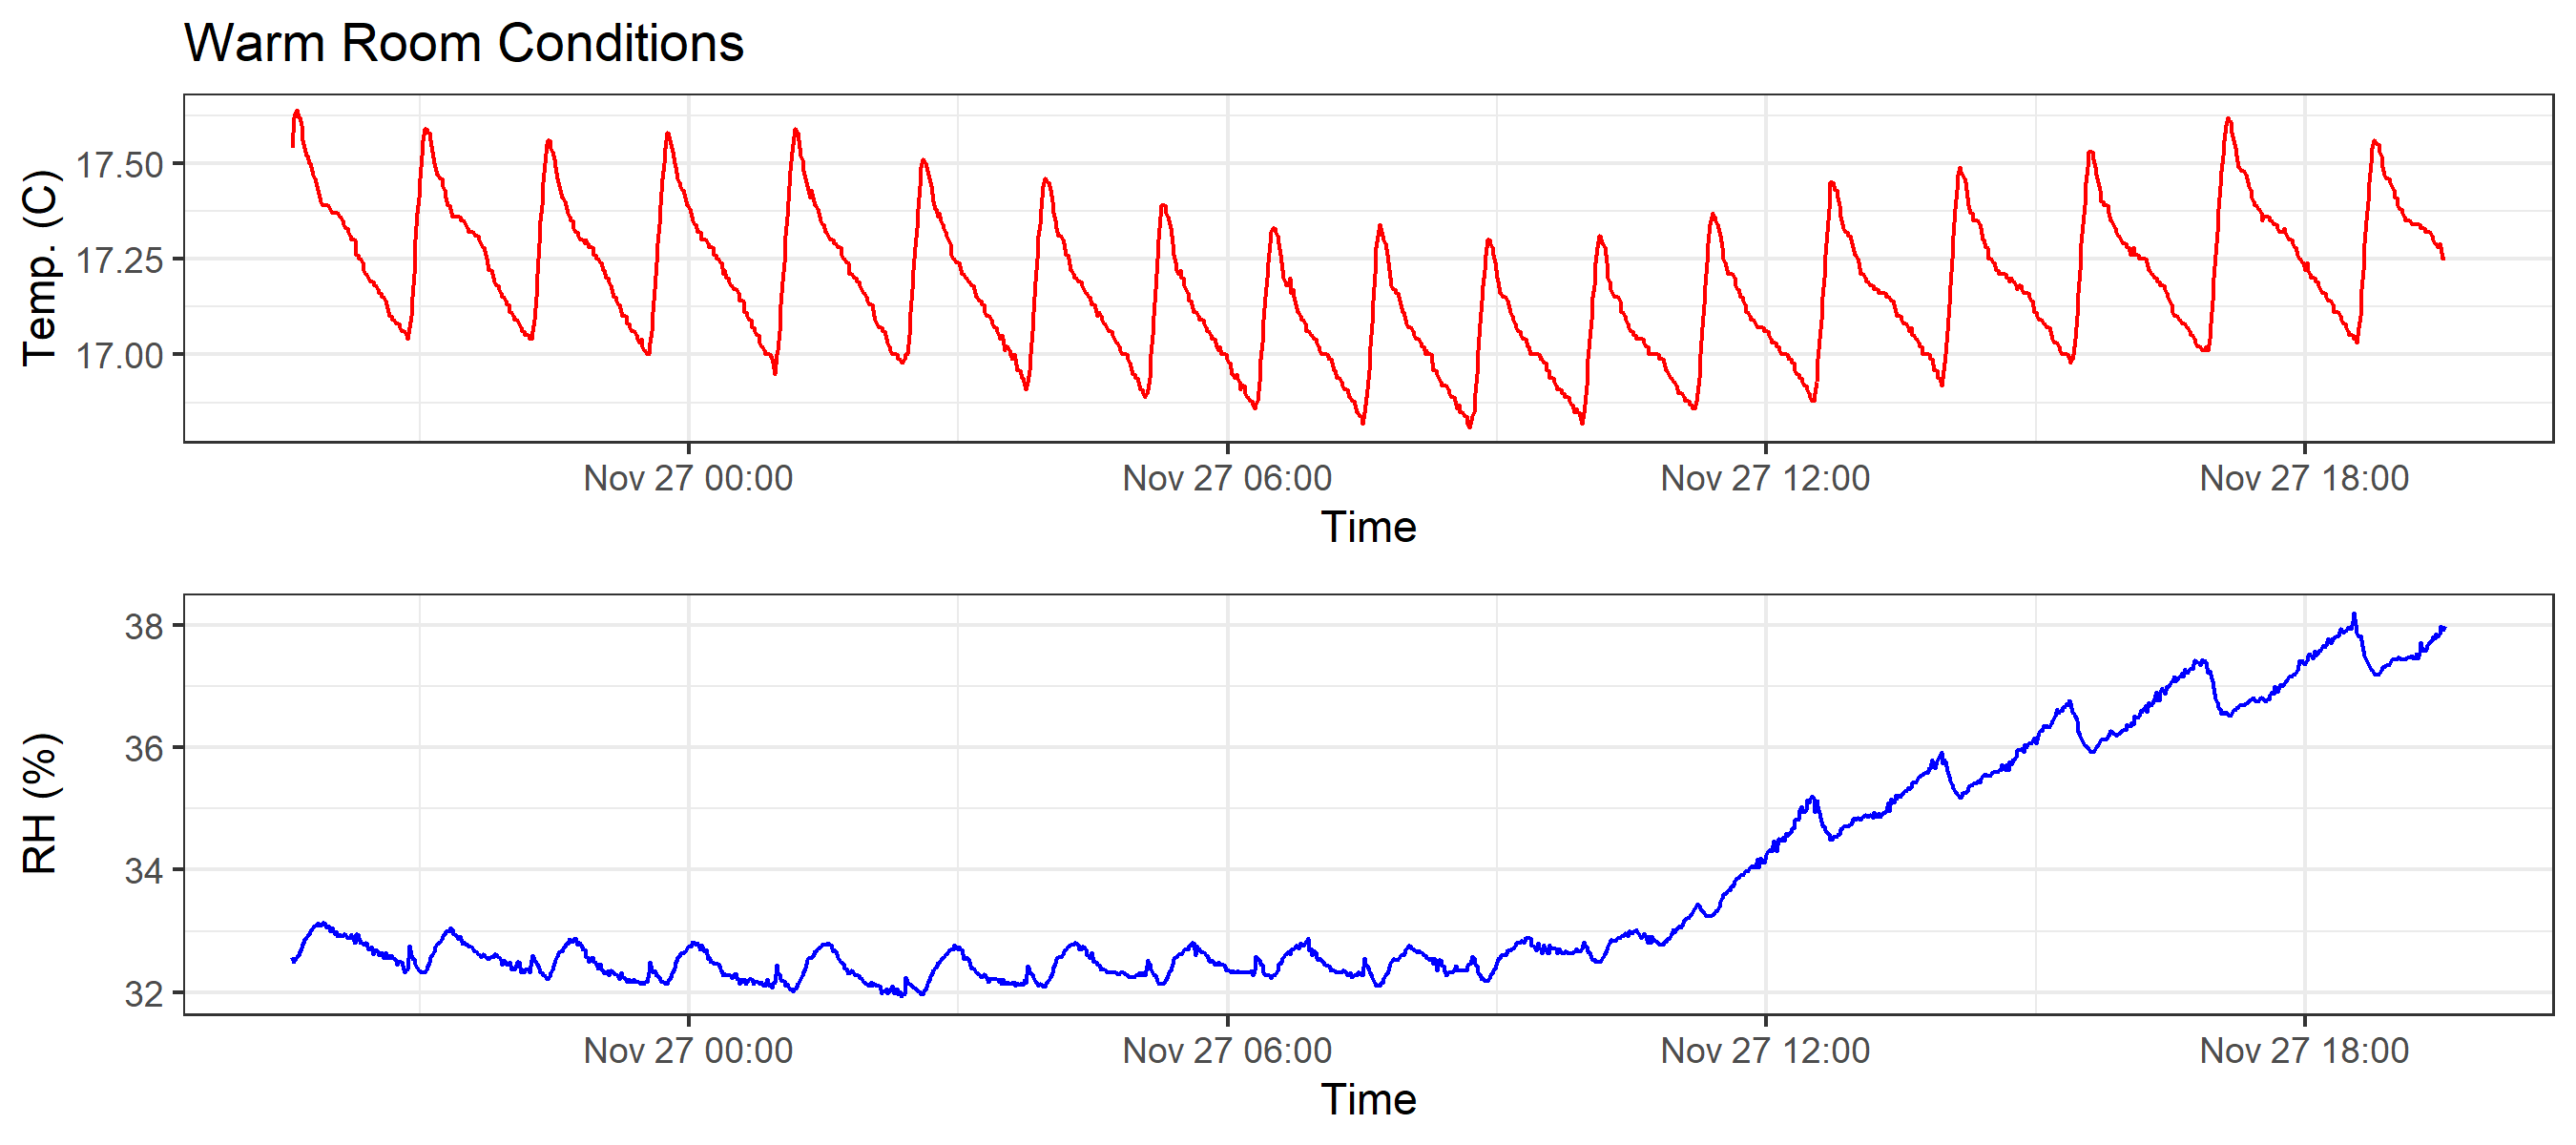 Warm Room Conditions
Temp. (C)
17.50
17.25
17.00
Nov 27 00:00 Nov 27 06:00 Nov 27 12:00 Nov 27 18:00
Time
RH (%)
38
36
34
32
Nov 27 00:00 Nov 27 06:00 Nov 27 12:00 Nov 27 18:00
Time